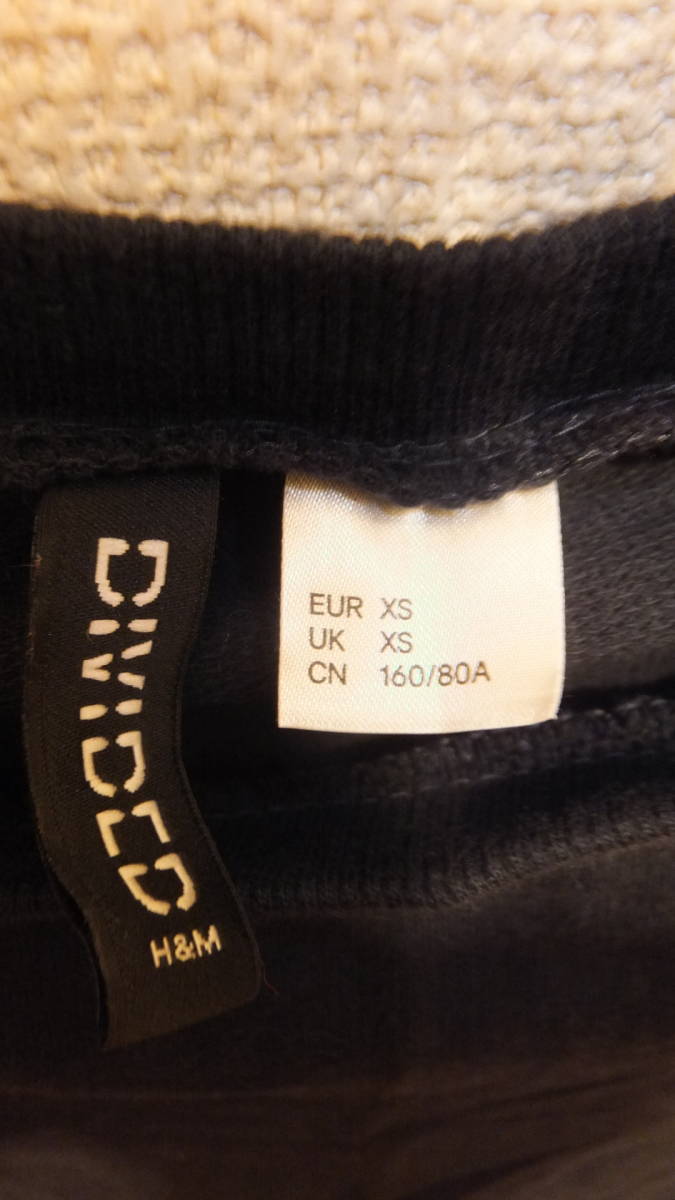 DIVIDED
H&M
EUR XS
UK XS
CN 160/80A